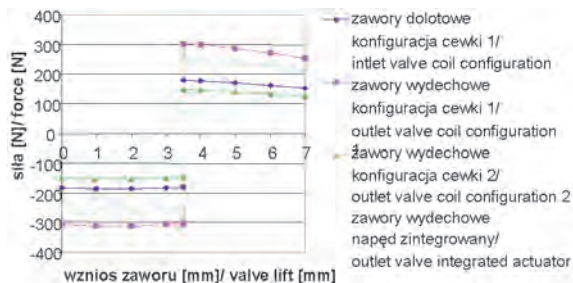 400
300
200
100
0
-100
-200
-300
-400
siła [N]/ force [N]
0 1 2 3 4 5 6 7
wznios zaworu [mm]/ valve lift [mm]
zawory dolotowe
konfiguracja cewki 1/
intlet valve coil configuration
1
zawory wydechowe
konfiguracja cewki 1/
outlet valve coil configuration
zawory wydechowe
konfiguracja cewki 2/
outlet valve coil configuration 2
zawory wydechowe
napęd zintegrowany/
outlet valve integrated actuator